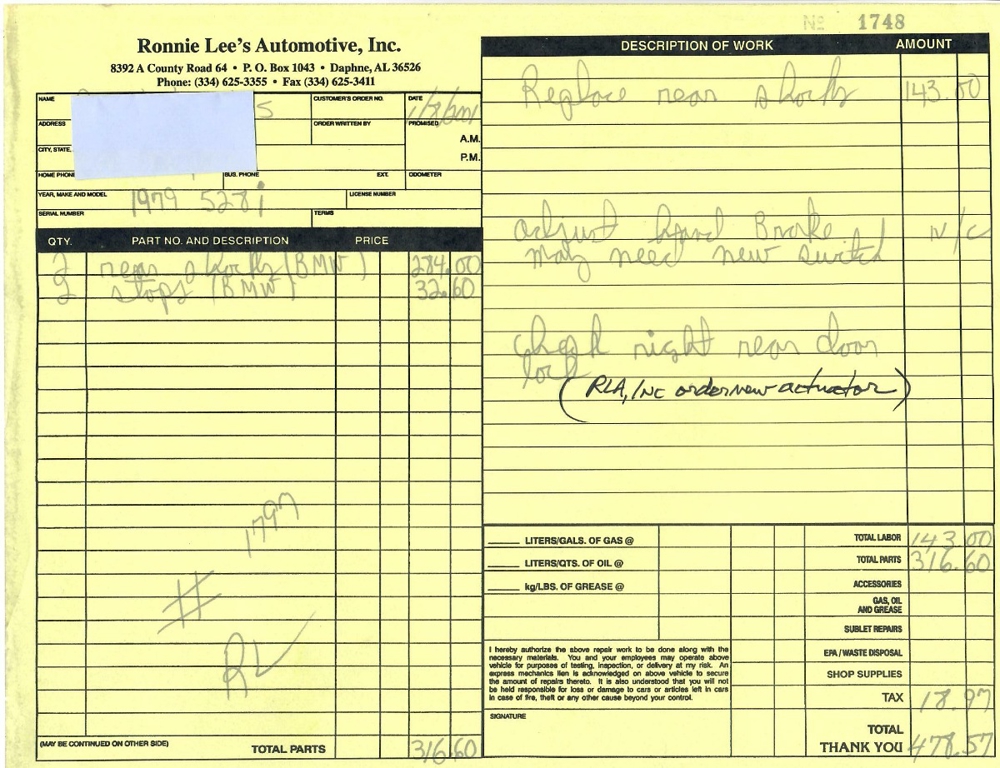 Nº 1748
Ronnie Lee's Automotive, Inc.
8392 A County Road 64 • P. O. Box 1043 • Daphne, AL 36526
Phone: (334) 625-3355 • Fax (334) 625-3411
NAME
S
CUSTOMER'S ORDER NO.
DATE
ADDRESS
ORDER WRITTEN BY
PROMISED
A.M.
P.M.
CITY, STATE,
HOME PHONE
BUS. PHONE
EXT.
ODOMETER
YEAR, MAKE AND MODEL
1979 528i
LICENSE NUMBER
SERIAL NUMBER
TERMS
QTY. PART NO. AND DESCRIPTION PRICE
2 rear shocks (BMW) 284.00
2 stops (BMW) 32.60
# 1797
RL
(MAY BE CONTINUED ON OTHER SIDE) TOTAL PARTS 316.60
DESCRIPTION OF WORK AMOUNT
Replace rear shocks 143.00
adjust hand Brake N/C
may need new switch
check right rear door
lock
(RLA, INC order new actuator)
LITERS/GALS. OF GAS @
LITERS/QTS. OF OIL @
kg/LBS. OF GREASE @
TOTAL LABOR 143.00
TOTAL PARTS 316.60
ACCESSORIES
GAS, OIL
AND GREASE
SUBLET REPAIRS
EPA / WASTE DISPOSAL
SHOP SUPPLIES
TAX 18.97
TOTAL
THANK YOU 478.57
I hereby authorize the above repair work to be done along with the
necessary materials. You and your employees may operate above
vehicle for purposes of testing, inspection, or delivery at my risk. An
express mechanics lien is acknowledged on above vehicle to secure
the amount of repairs thereto. It is also understood that you will not
be held responsible for loss or damage to cars or articles left in cars
in case of fire, theft or any other cause beyond your control.
SIGNATURE